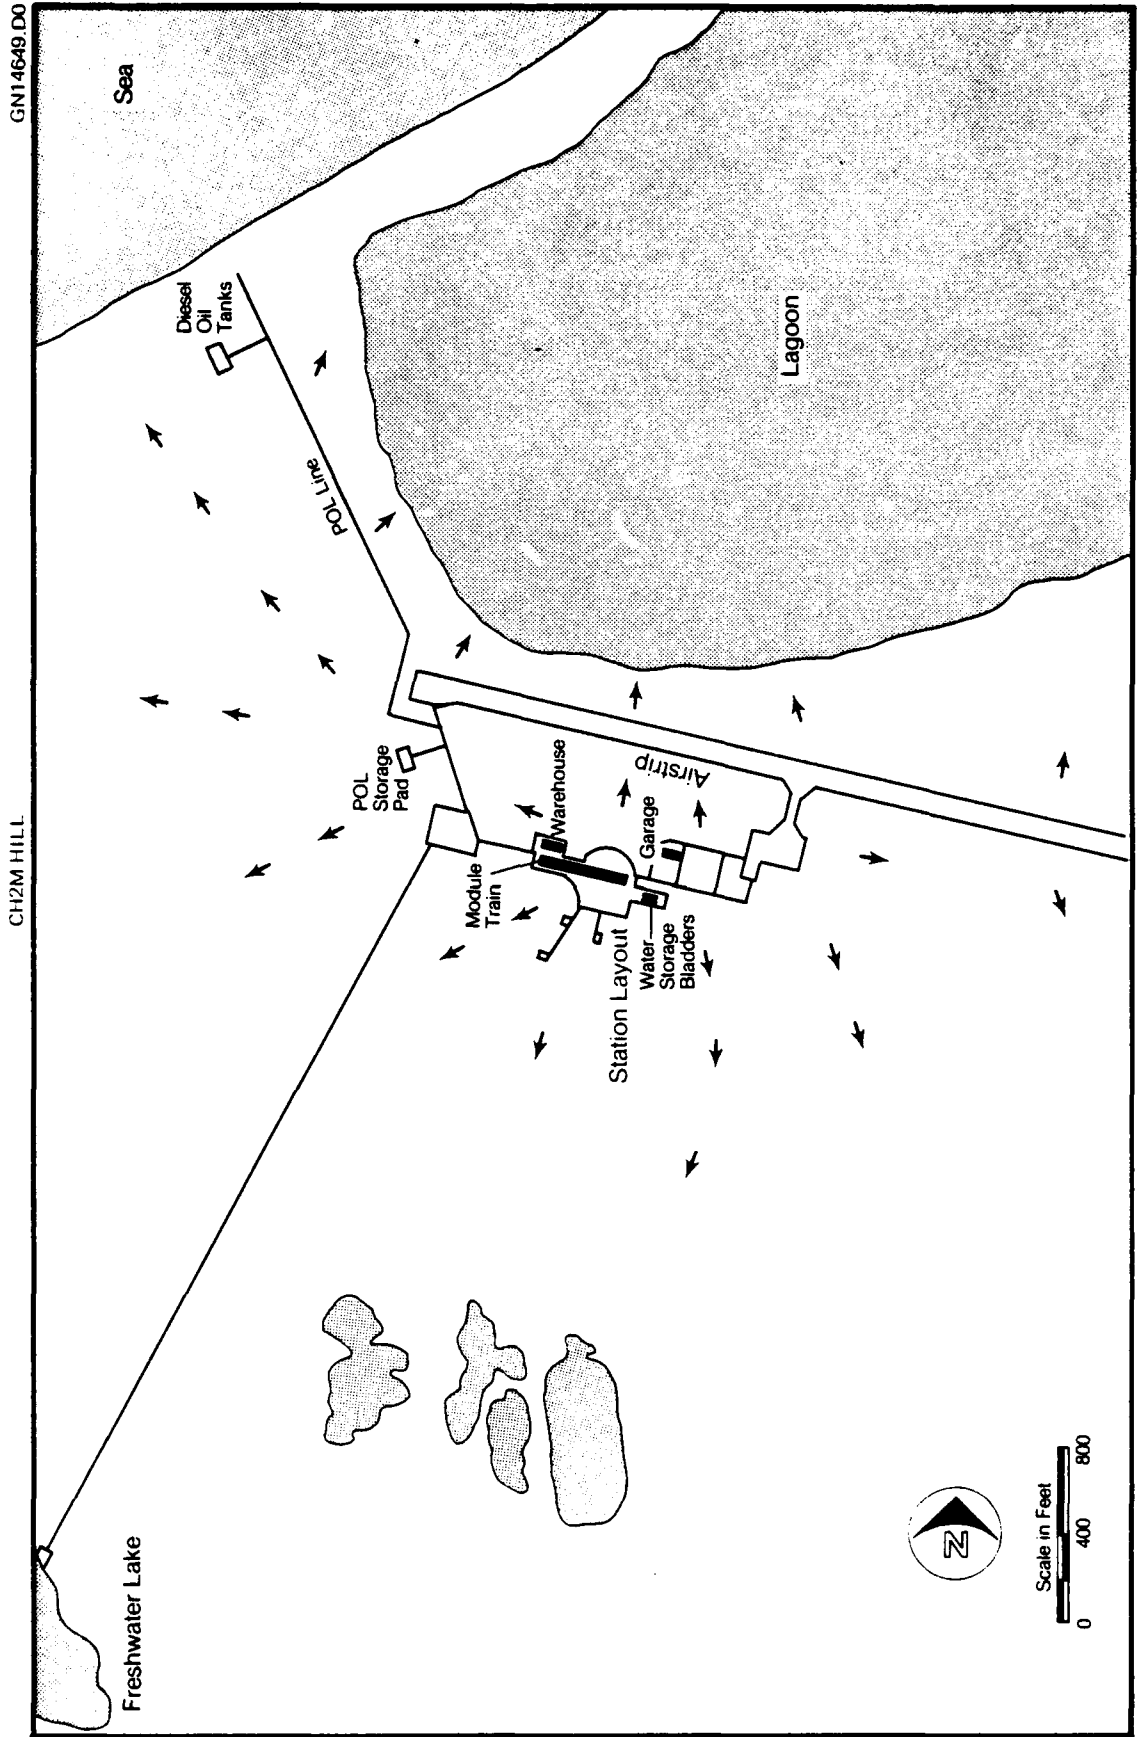 GN14649.D0
CH2M HILL
Sea
Diesel
Oil
Tanks
POL Line
Lagoon
POL
Storage
Pad
Warehouse
Airstrip
Module
Train
Garage
Station Layout
Water
Storage
Bladders
Freshwater Lake
N
Scale in Feet
0 400 800